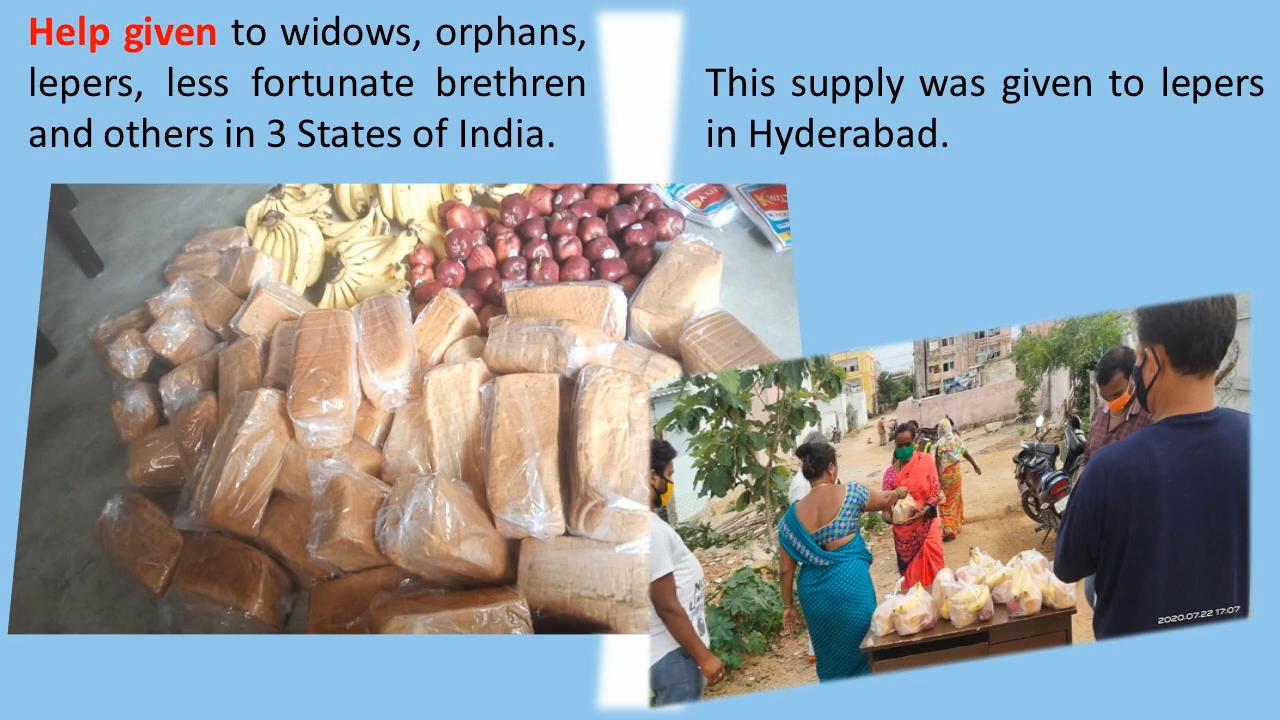 Help given to widows, orphans,
lepers, less fortunate brethren
and others in 3 States of India.
This supply was given to lepers
in Hyderabad.
2020.07.22 17:07